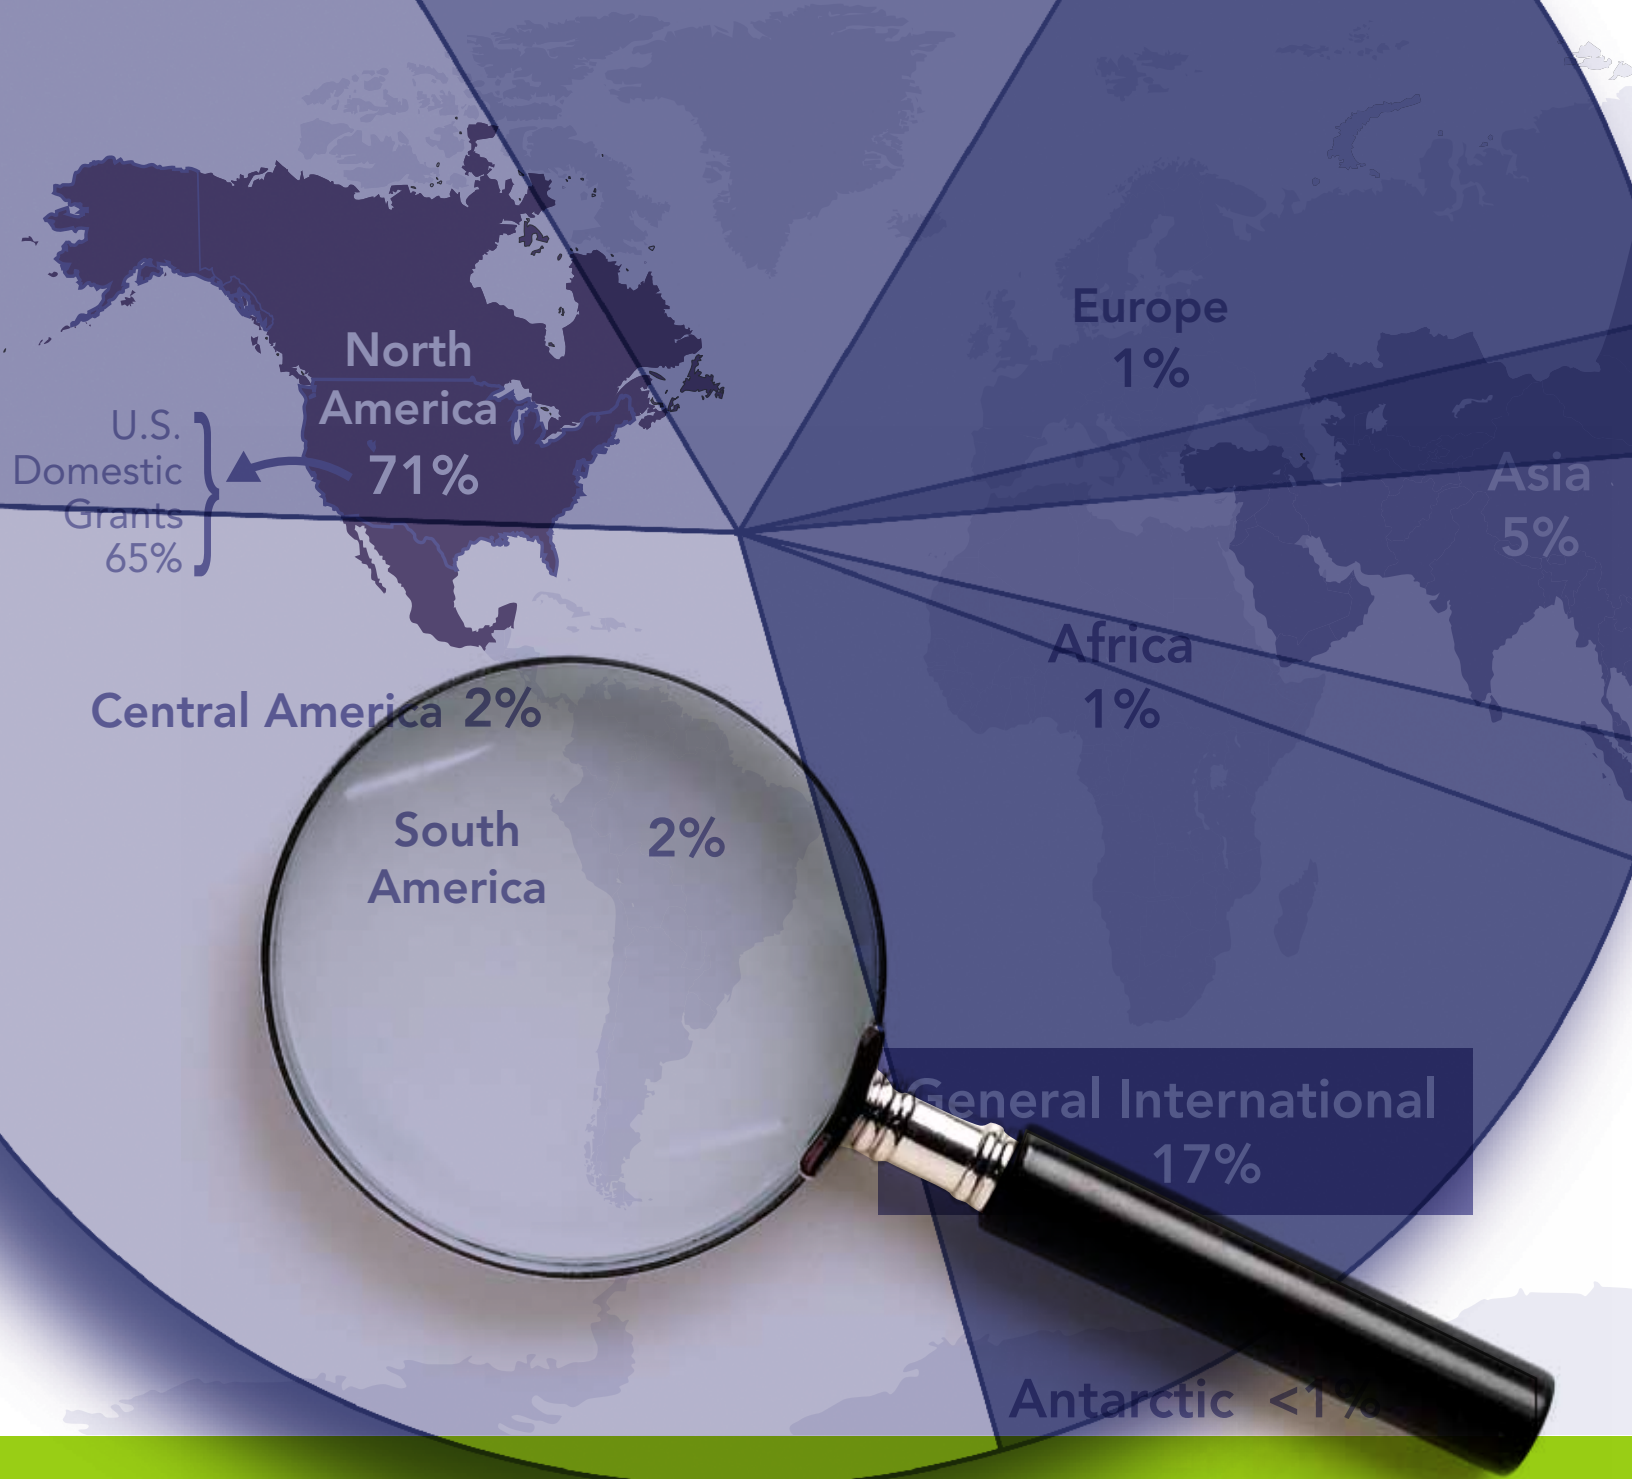 Europe
1%
North
America
71%
U.S.
Domestic
Grants
65%
Asia
5%
Africa
1%
Central America 2%
South
America
2%
General International
17%
Antarctic <1%